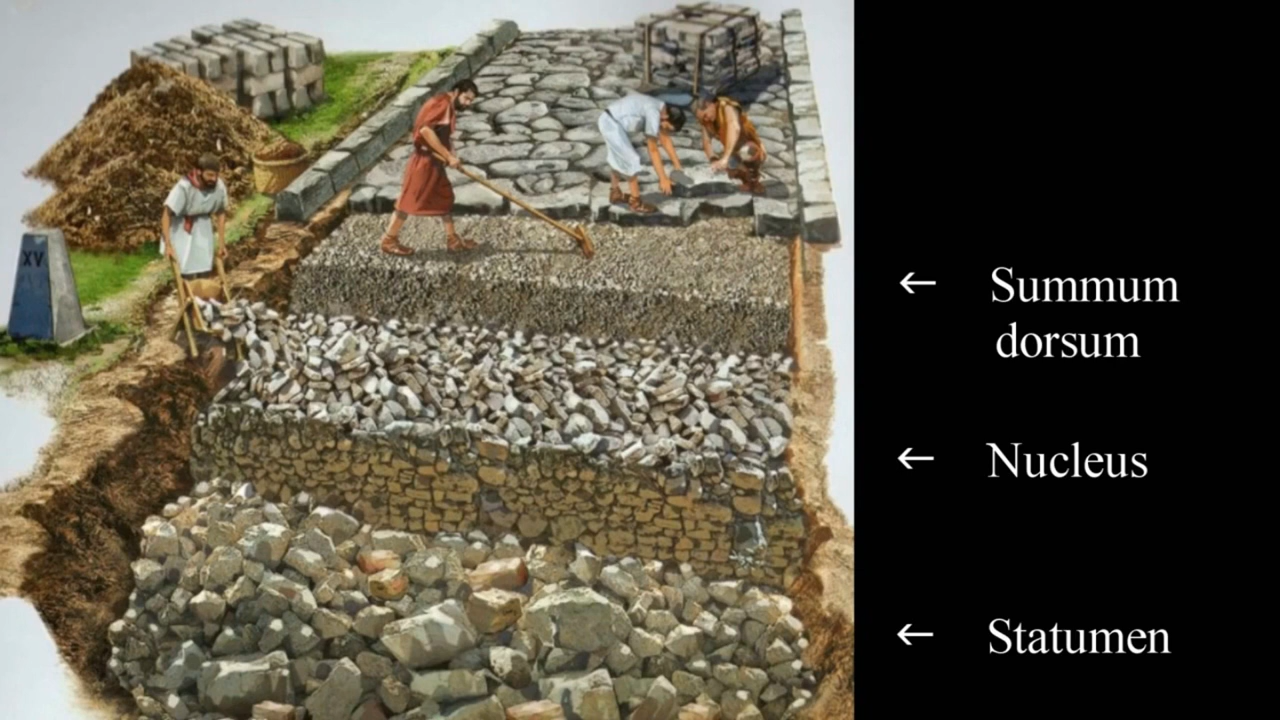 XV
← Summum
dorsum
← Nucleus
← Statumen